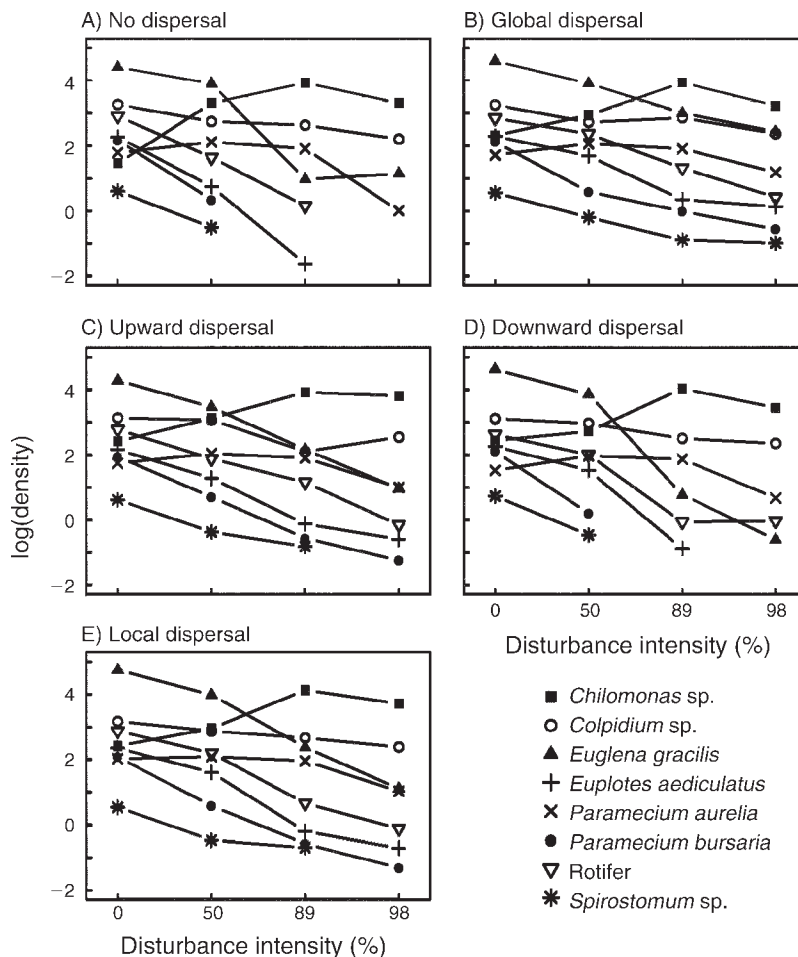 A) No dispersal
4
2
0
−2
B) Global dispersal
C) Upward dispersal
4
2
0
−2
log(density)
D) Downward dispersal
0 50 89 98
Disturbance intensity (%)
E) Local dispersal
4
2
0
−2
0 50 89 98
Disturbance intensity (%)
Chilomonas sp.
Colpidium sp.
Euglena gracilis
Euplotes aediculatus
Paramecium aurelia
Paramecium bursaria
Rotifer
Spirostomum sp.